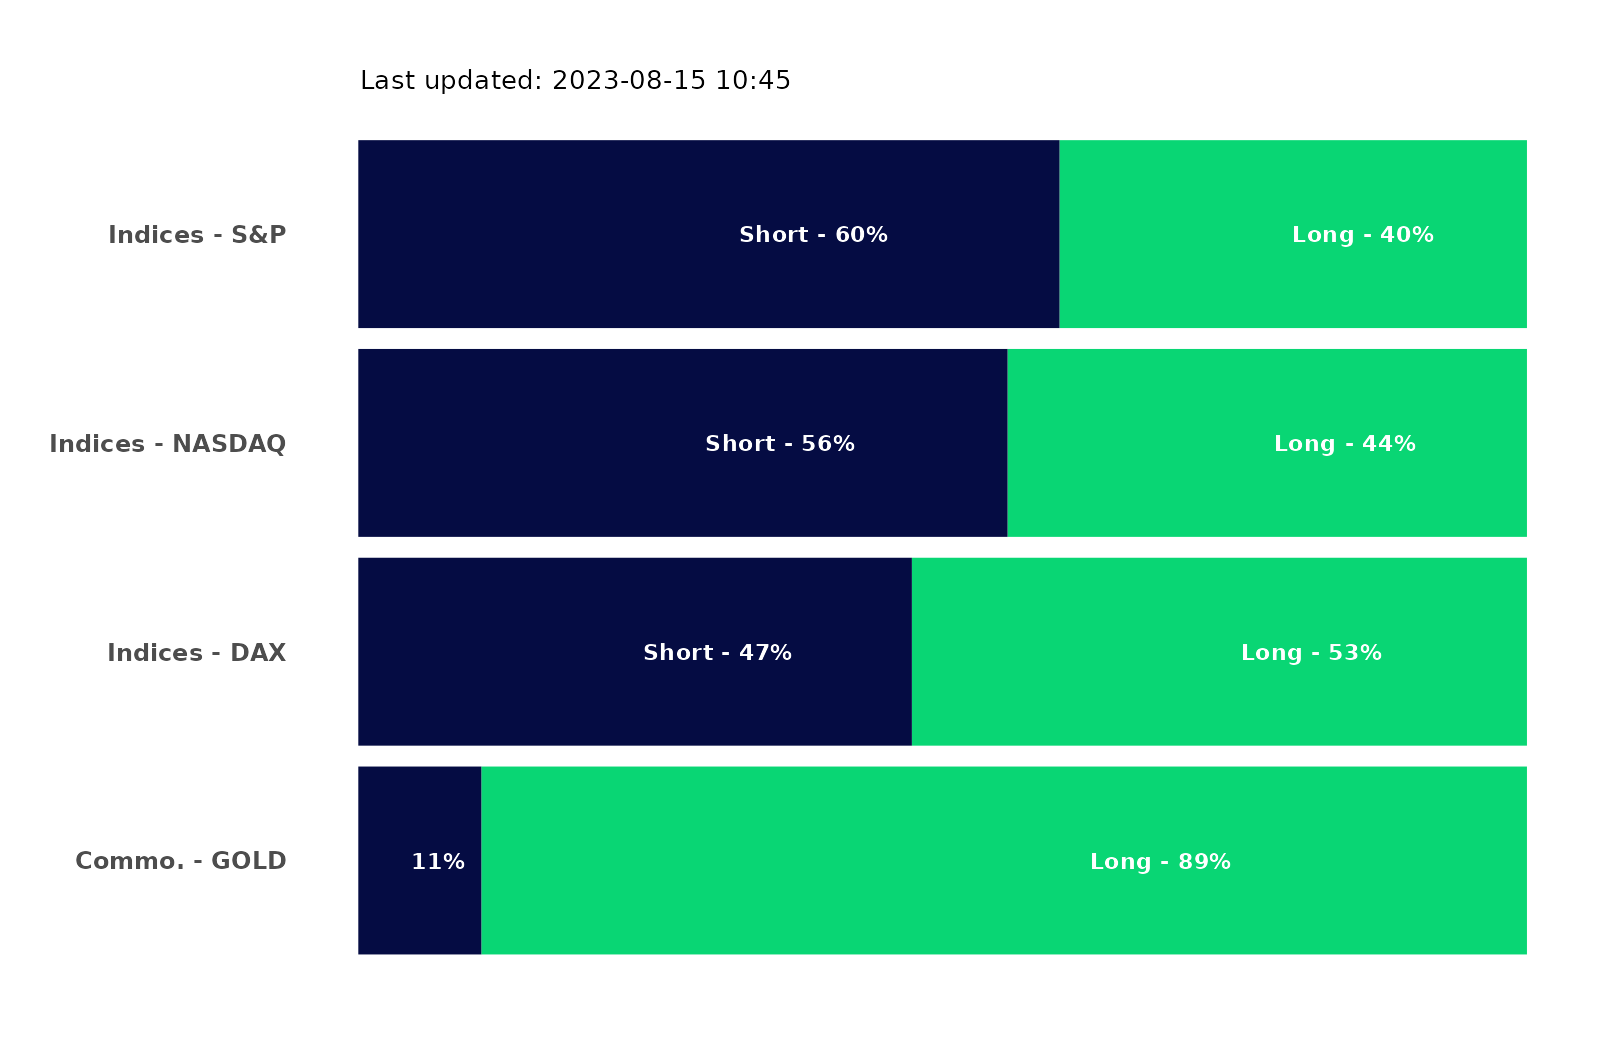 Last updated: 2023-08-15 10:45
Indices - S&P Short - 60% Long - 40%
Indices - NASDAQ Short - 56% Long - 44%
Indices - DAX Short - 47% Long - 53%
Commo. - GOLD 11% Long - 89%